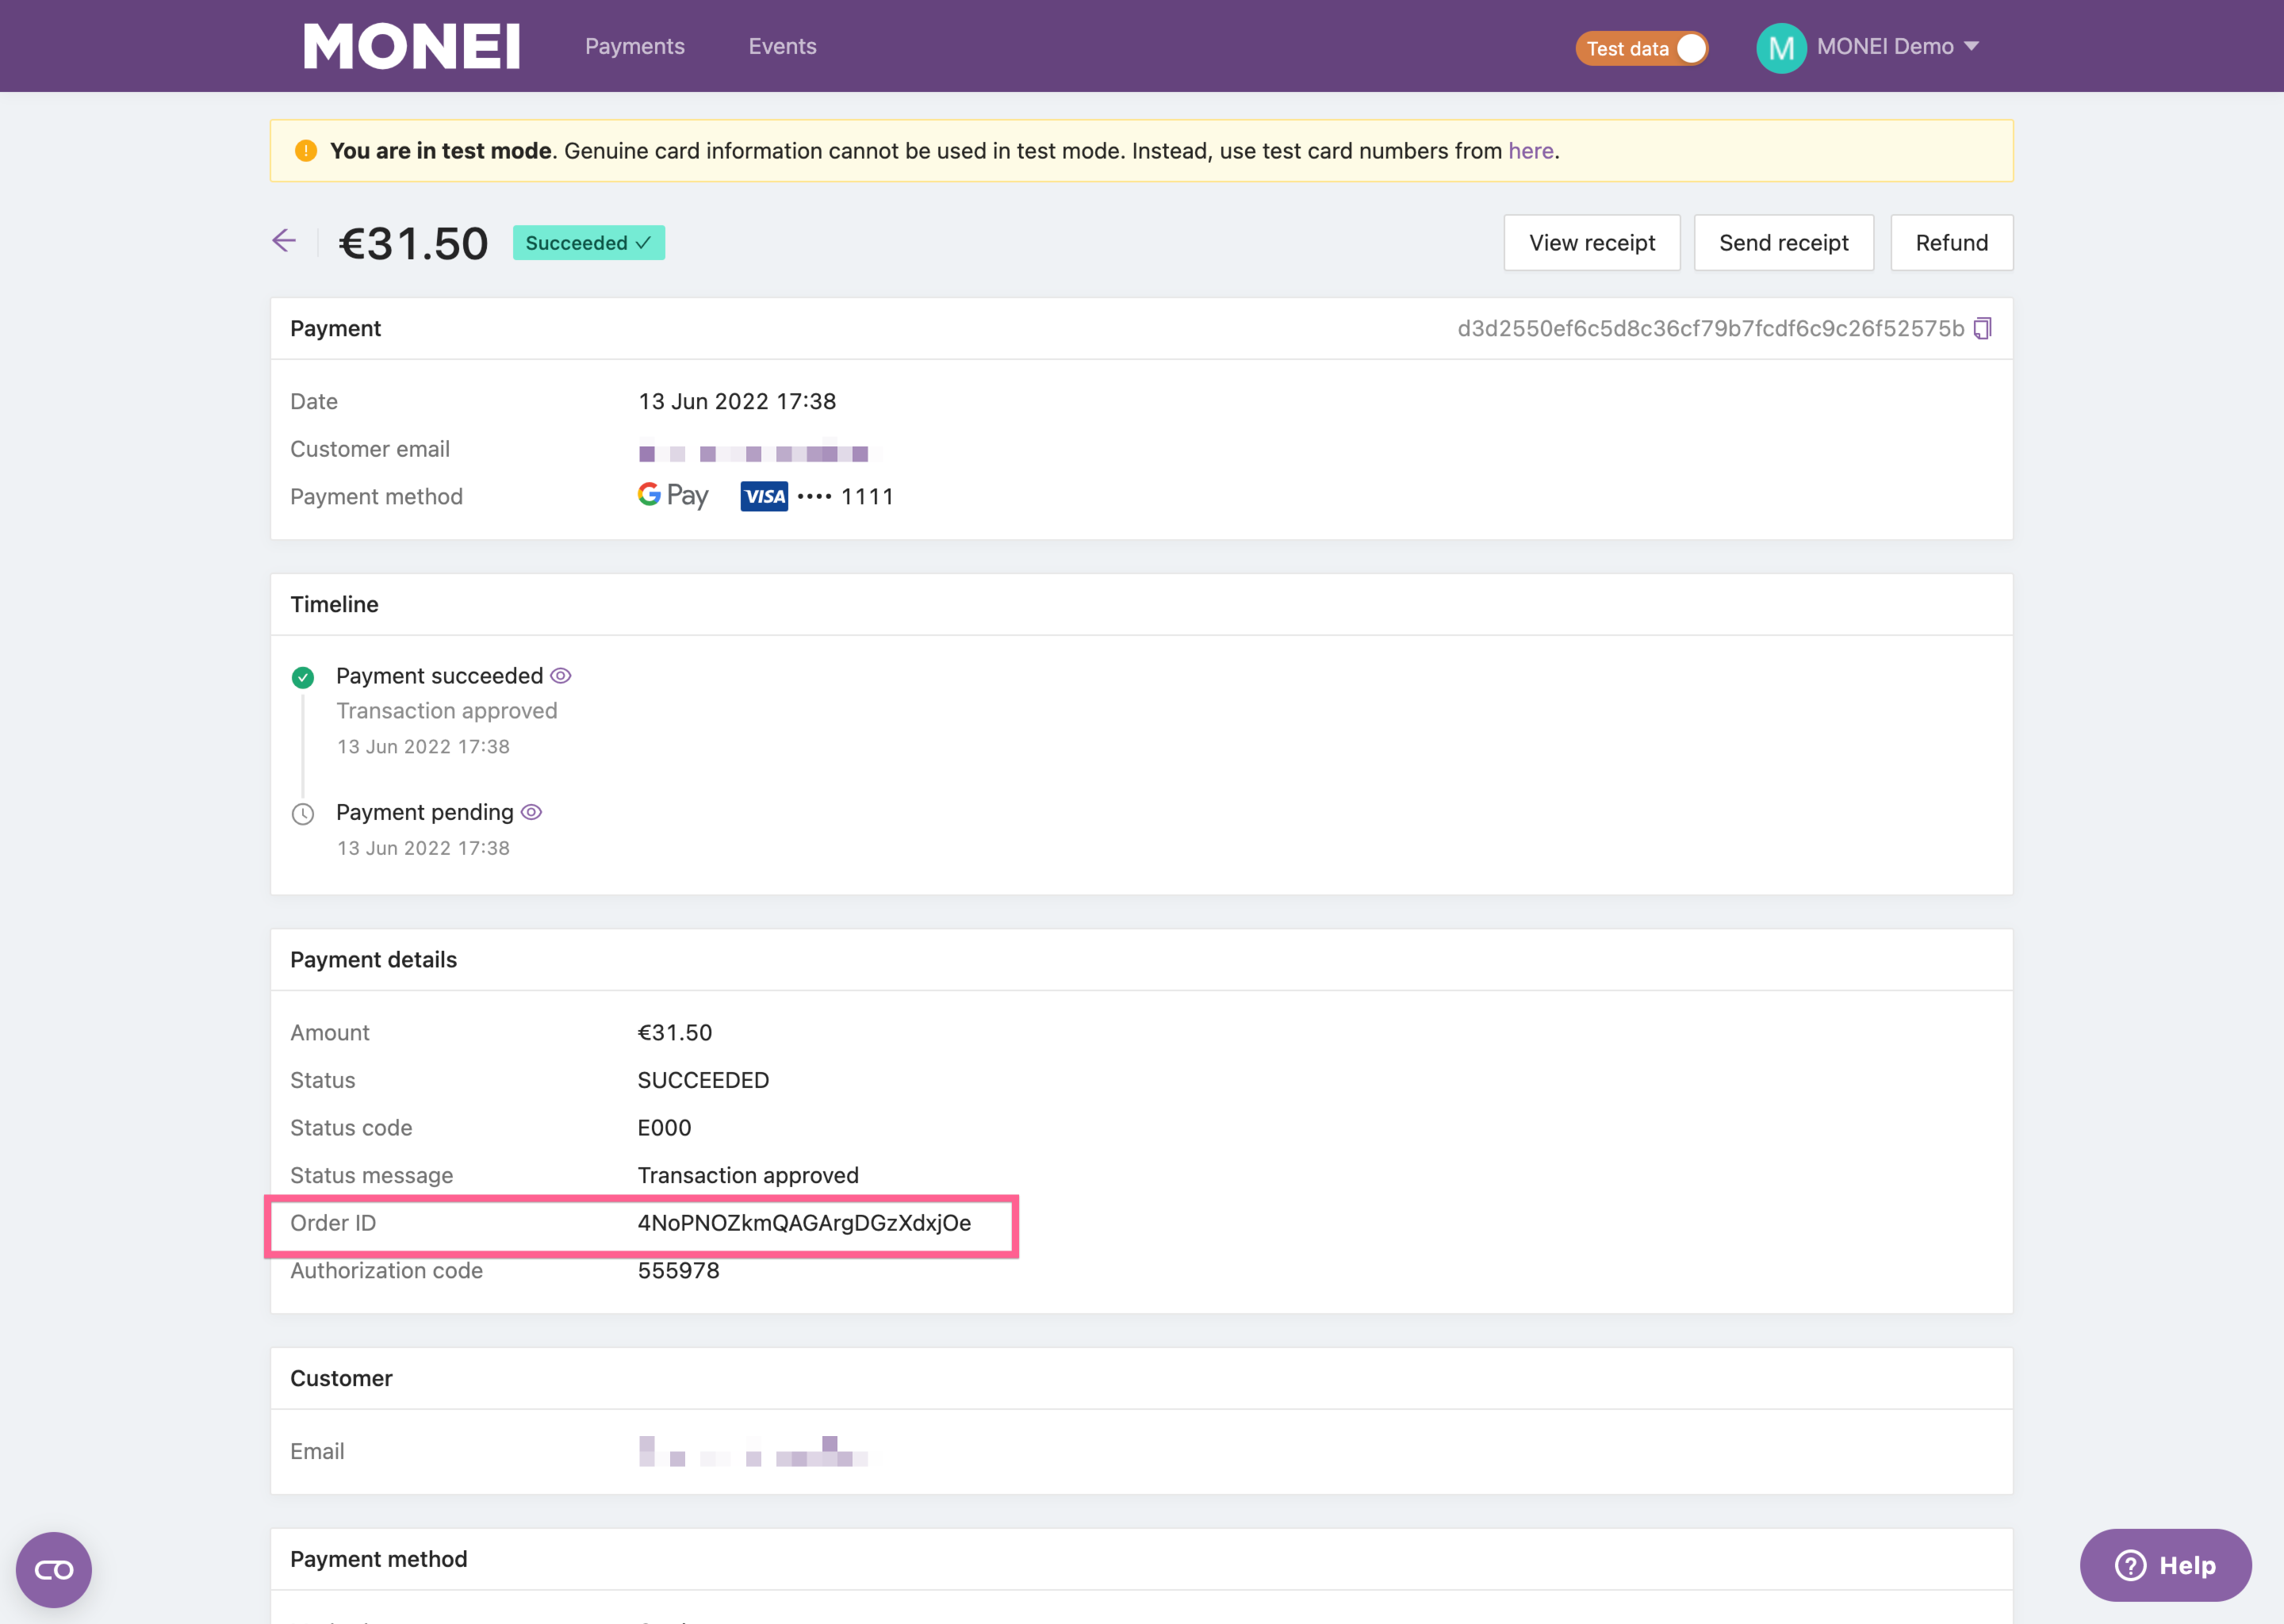 MONEI Payments Events Test data M MONEI Demo
You are in test mode. Genuine card information cannot be used in test mode. Instead, use test card numbers from here.
€31.50 Succeeded View receipt Send receipt Refund
Payment d3d2550ef6c5d8c36cf79b7fcdf6c9c26f52575b
Date 13 Jun 2022 17:38
Customer email
Payment method G Pay VISA •••• 1111
Timeline
Payment succeeded
Transaction approved
13 Jun 2022 17:38
Payment pending
13 Jun 2022 17:38
Payment details
Amount €31.50
Status SUCCEEDED
Status code E000
Status message Transaction approved
Order ID 4NoPNOZkmQAGArgDGzXdxjOe
Authorization code 555978
Customer
Email
Payment method
Help